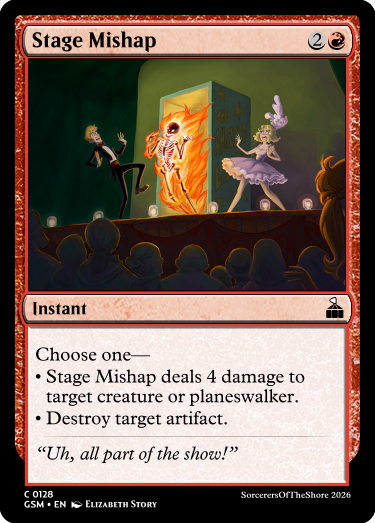 Stage Mishap 2
Instant
Choose one—
• Stage Mishap deals 4 damage to
target creature or planeswalker.
• Destroy target artifact.
“Uh, all part of the show!”
C 0128
GSM • EN Elizabeth Story
SorcerersOfTheShore 2026